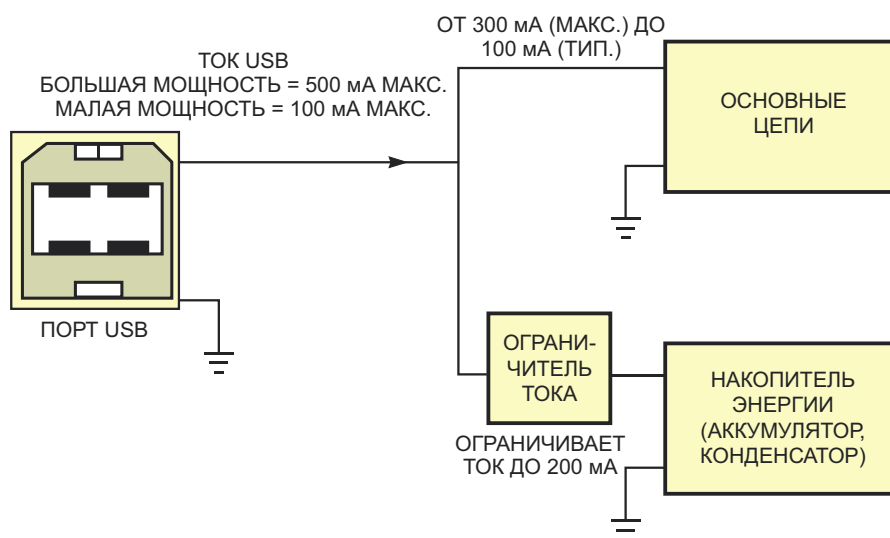 ТОК USB
БОЛЬШАЯ МОЩНОСТЬ = 500 мА МАКС.
МАЛАЯ МОЩНОСТЬ = 100 мА МАКС.
ОТ 300 мА (МАКС.) ДО
100 мА (ТИП.)
ОСНОВНЫЕ
ЦЕПИ
ПОРТ USB
ОГРАНИ-
ЧИТЕЛЬ
ТОКА
ОГРАНИЧИВАЕТ
ТОК ДО 200 мА
НАКОПИТЕЛЬ
ЭНЕРГИИ
(АККУМУЛЯТОР,
КОНДЕНСАТОР)